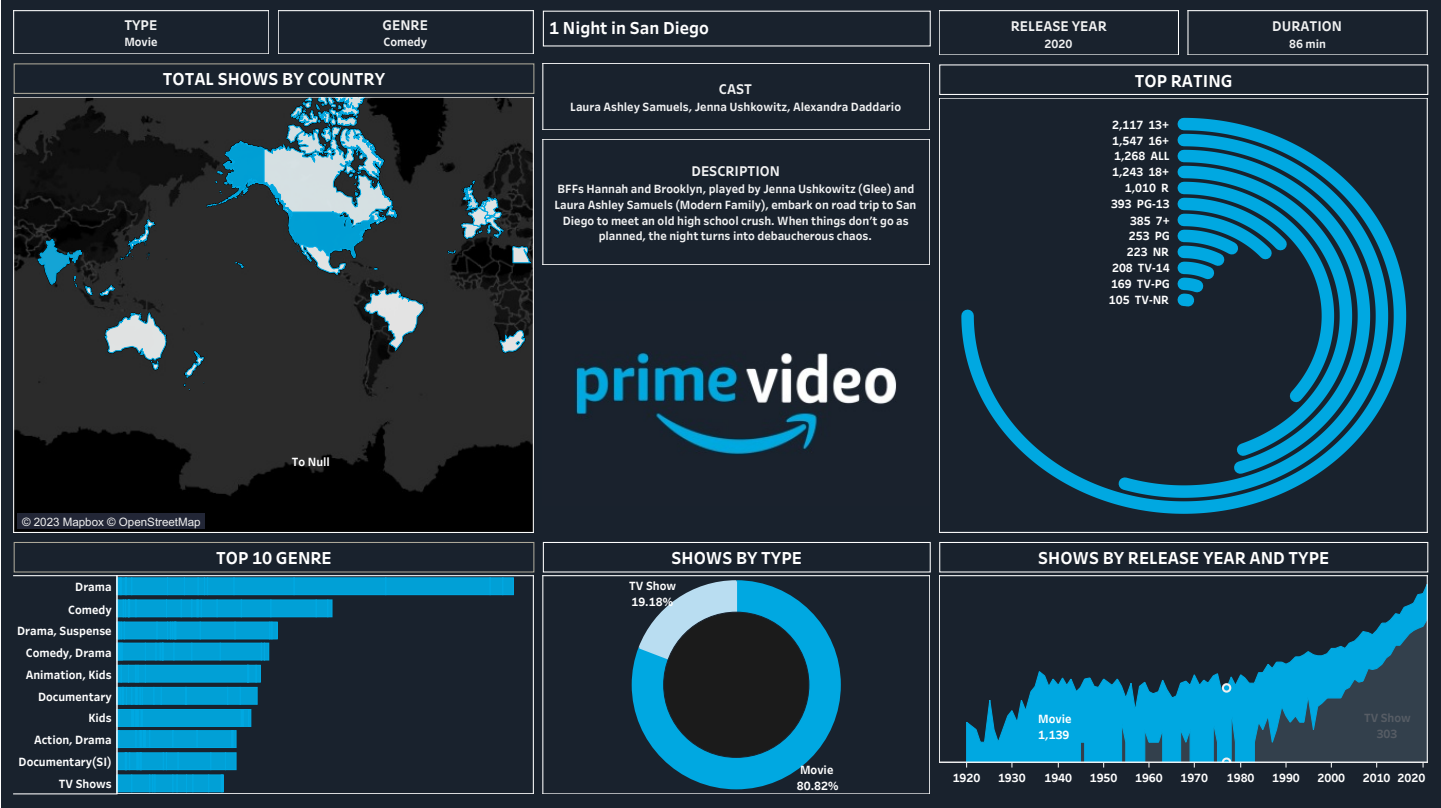 TYPE
Movie
GENRE
Comedy
1 Night in San Diego
RELEASE YEAR
2020
DURATION
86 min
TOTAL SHOWS BY COUNTRY
To Null
© 2023 Mapbox © OpenStreetMap
CAST
Laura Ashley Samuels, Jenna Ushkowitz, Alexandra Daddario
DESCRIPTION
BFFs Hannah and Brooklyn, played by Jenna Ushkowitz (Glee) and
Laura Ashley Samuels (Modern Family), embark on road trip to San
Diego to meet an old high school crush. When things don't go as
planned, the night turns into debaucherous chaos.
prime video
TOP RATING
2,117 13+
1,547 16+
1,268 ALL
1,243 18+
1,010 R
393 PG-13
385 7+
253 PG
223 NR
208 TV-14
169 TV-PG
105 TV-NR
TOP 10 GENRE
Drama
Comedy
Drama, Suspense
Comedy, Drama
Animation, Kids
Documentary
Kids
Action, Drama
Documentary(SI)
TV Shows
SHOWS BY TYPE
TV Show
19.18%
Movie
80.82%
SHOWS BY RELEASE YEAR AND TYPE
Movie
1,139
TV Show
303
1920 1930 1940 1950 1960 1970 1980 1990 2000 2010 2020